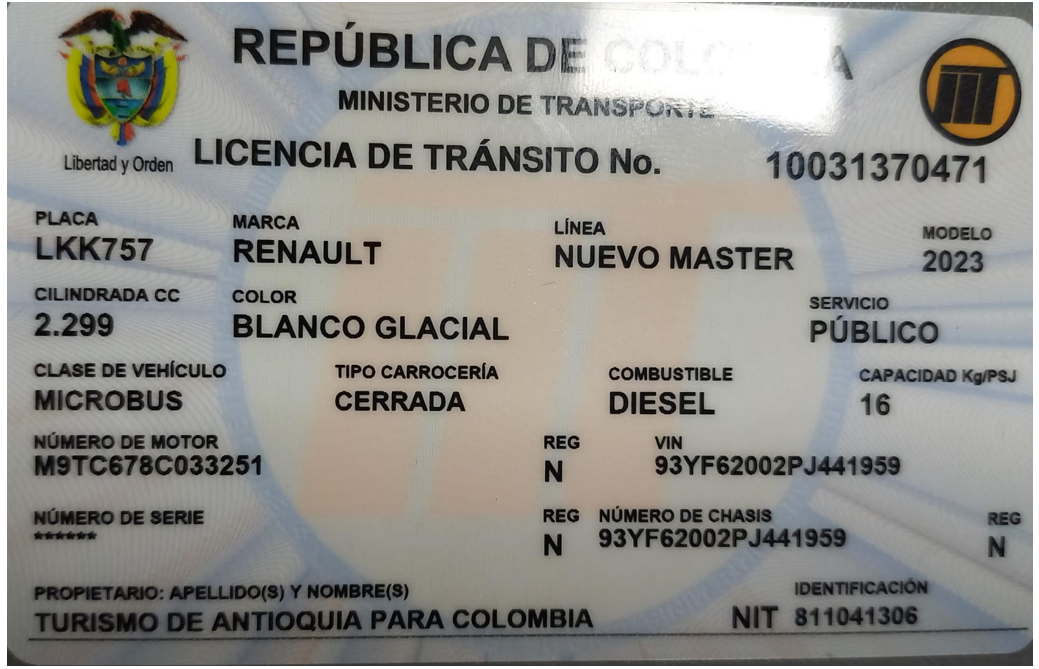 REPÚBLICA DE COLOMBIA
MINISTERIO DE TRANSPORTE
Libertad y Orden
LICENCIA DE TRÁNSITO No. 10031370471
PLACA MARCA LÍNEA MODELO
LKK757 RENAULT NUEVO MASTER 2023
CILINDRADA CC COLOR SERVICIO
2.299 BLANCO GLACIAL PÚBLICO
CLASE DE VEHÍCULO TIPO CARROCERÍA COMBUSTIBLE CAPACIDAD Kg/PSJ
MICROBUS CERRADA DIESEL 16
NÚMERO DE MOTOR REG VIN
M9TC678C033251 N 93YF62002PJ441959
NÚMERO DE SERIE REG NÚMERO DE CHASIS REG
****** N 93YF62002PJ441959 N
PROPIETARIO: APELLIDO(S) Y NOMBRE(S) IDENTIFICACIÓN
TURISMO DE ANTIOQUIA PARA COLOMBIA NIT 811041306